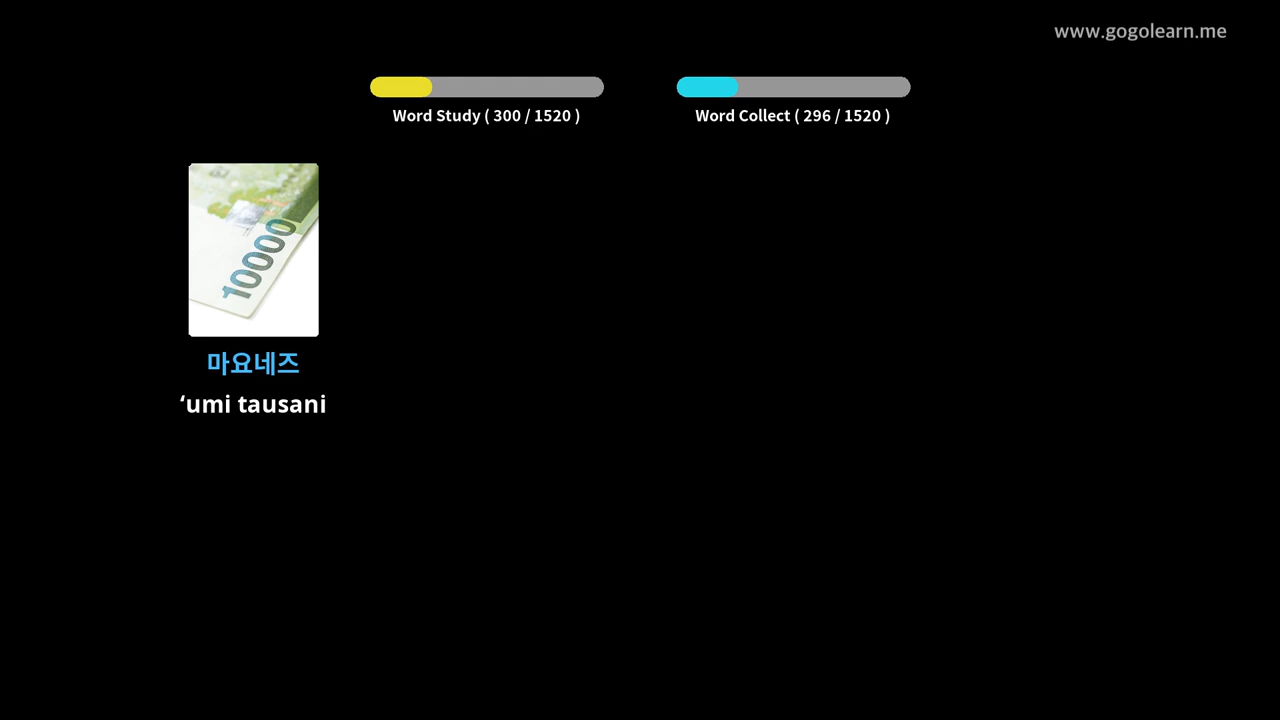 www.gogolearn.me
Word Study ( 300 / 1520 )
Word Collect ( 296 / 1520 )
10000
마요네즈
‘umi tausani